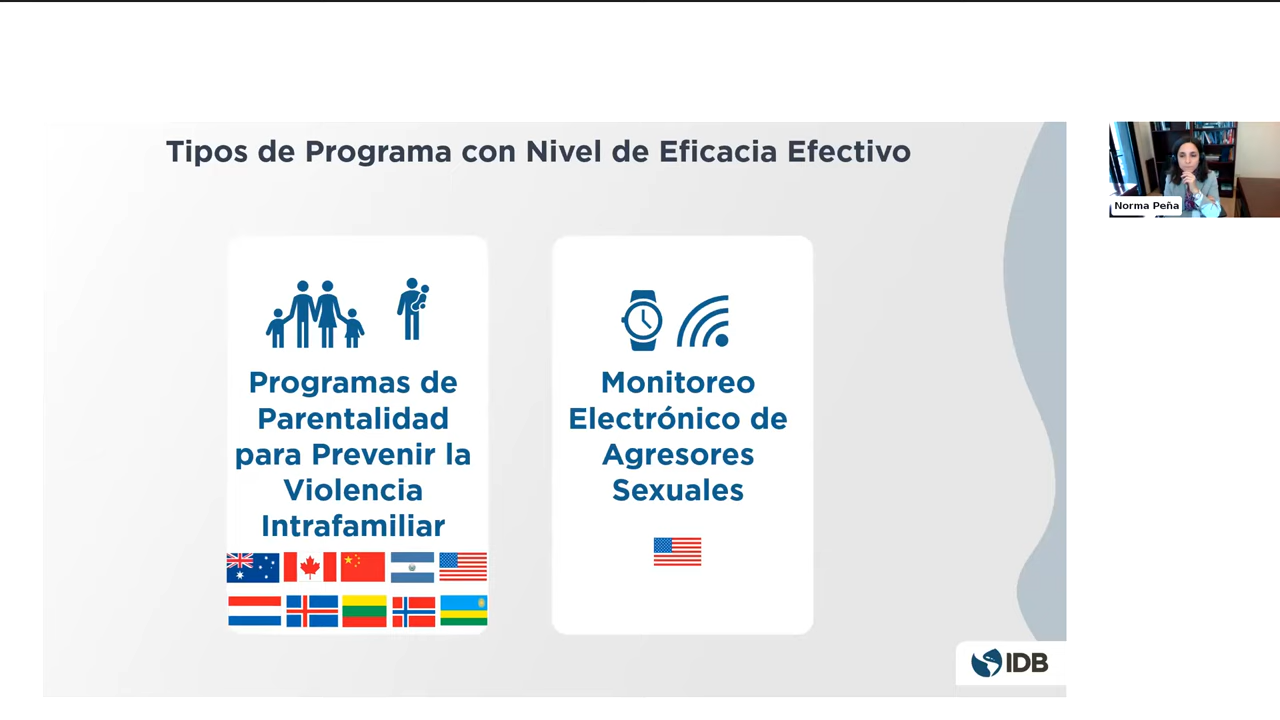 Tipos de Programa con Nivel de Eficacia Efectivo
Programas de
Parentalidad
para Prevenir la
Violencia
Intrafamiliar
Monitoreo
Electrónico de
Agresores
Sexuales
Norma Peña
IDB